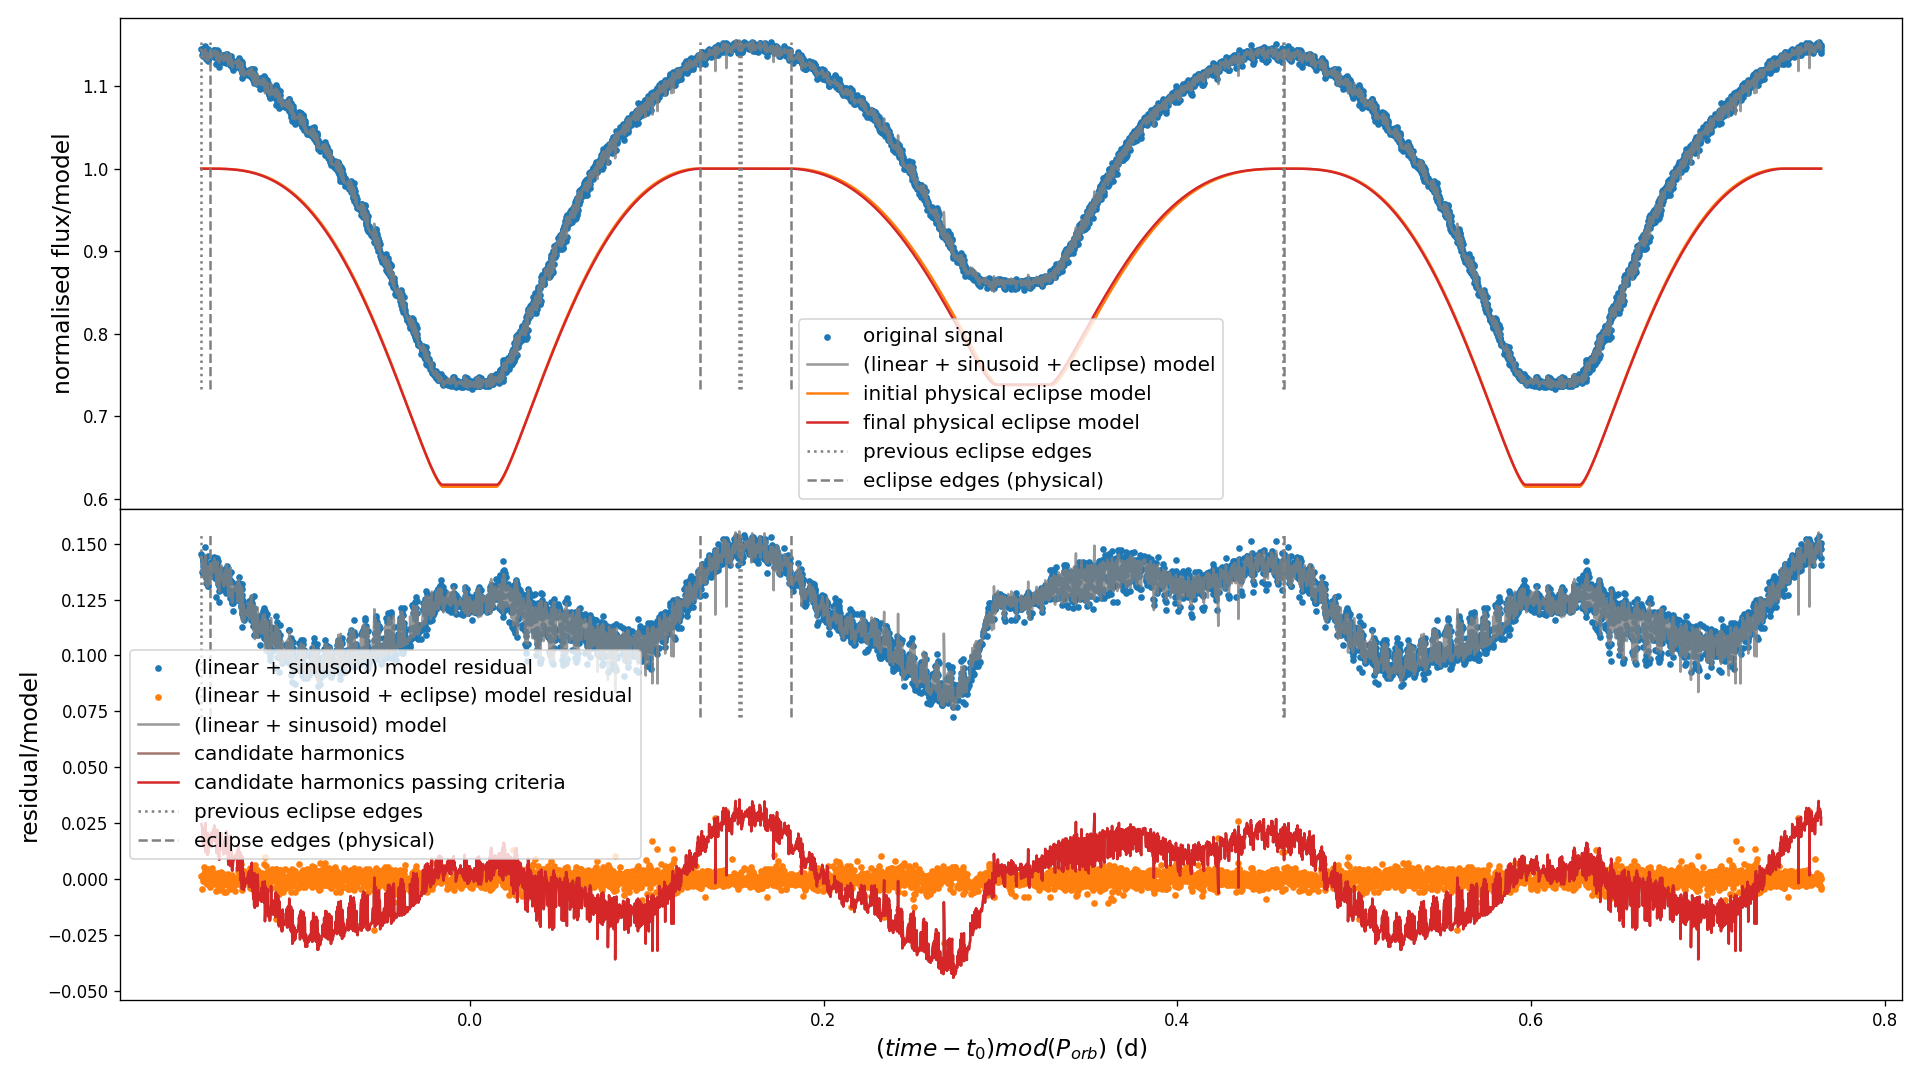 normalised flux/model
1.1
1.0
0.9
0.8
0.7
0.6
original signal
(linear + sinusoid + eclipse) model
initial physical eclipse model
final physical eclipse model
previous eclipse edges
eclipse edges (physical)
residual/model
0.150
0.125
0.100
0.075
0.050
0.025
0.000
−0.025
−0.050
(linear + sinusoid) model residual
(linear + sinusoid + eclipse) model residual
(linear + sinusoid) model
candidate harmonics
candidate harmonics passing criteria
previous eclipse edges
eclipse edges (physical)
0.0 0.2 0.4 0.6 0.8
(time − t₀)mod(Pₒᵣb) (d)